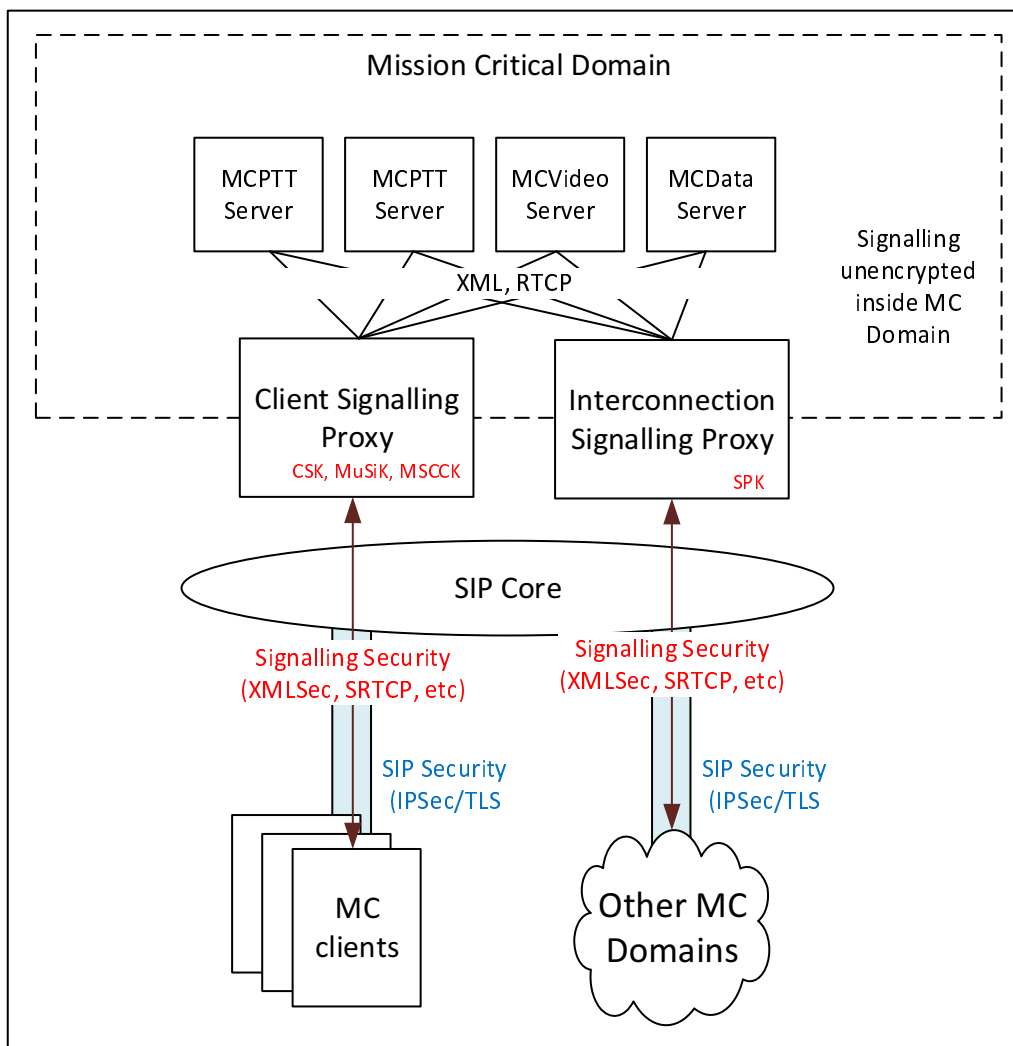 Mission Critical Domain
MCPTT
Server
MCPTT
Server
MCVideo
Server
MCData
Server
Signalling
unencrypted
inside MC
Domain
XML, RTCP
Client Signalling
Proxy
CSK, MuSiK, MSCCK
Interconnection
Signalling Proxy
SPK
SIP Core
Signalling Security
(XMLSec, SRTCP, etc)
Signalling Security
(XMLSec, SRTCP, etc)
SIP Security
(IPSec/TLS
SIP Security
(IPSec/TLS
MC
clients
Other MC
Domains